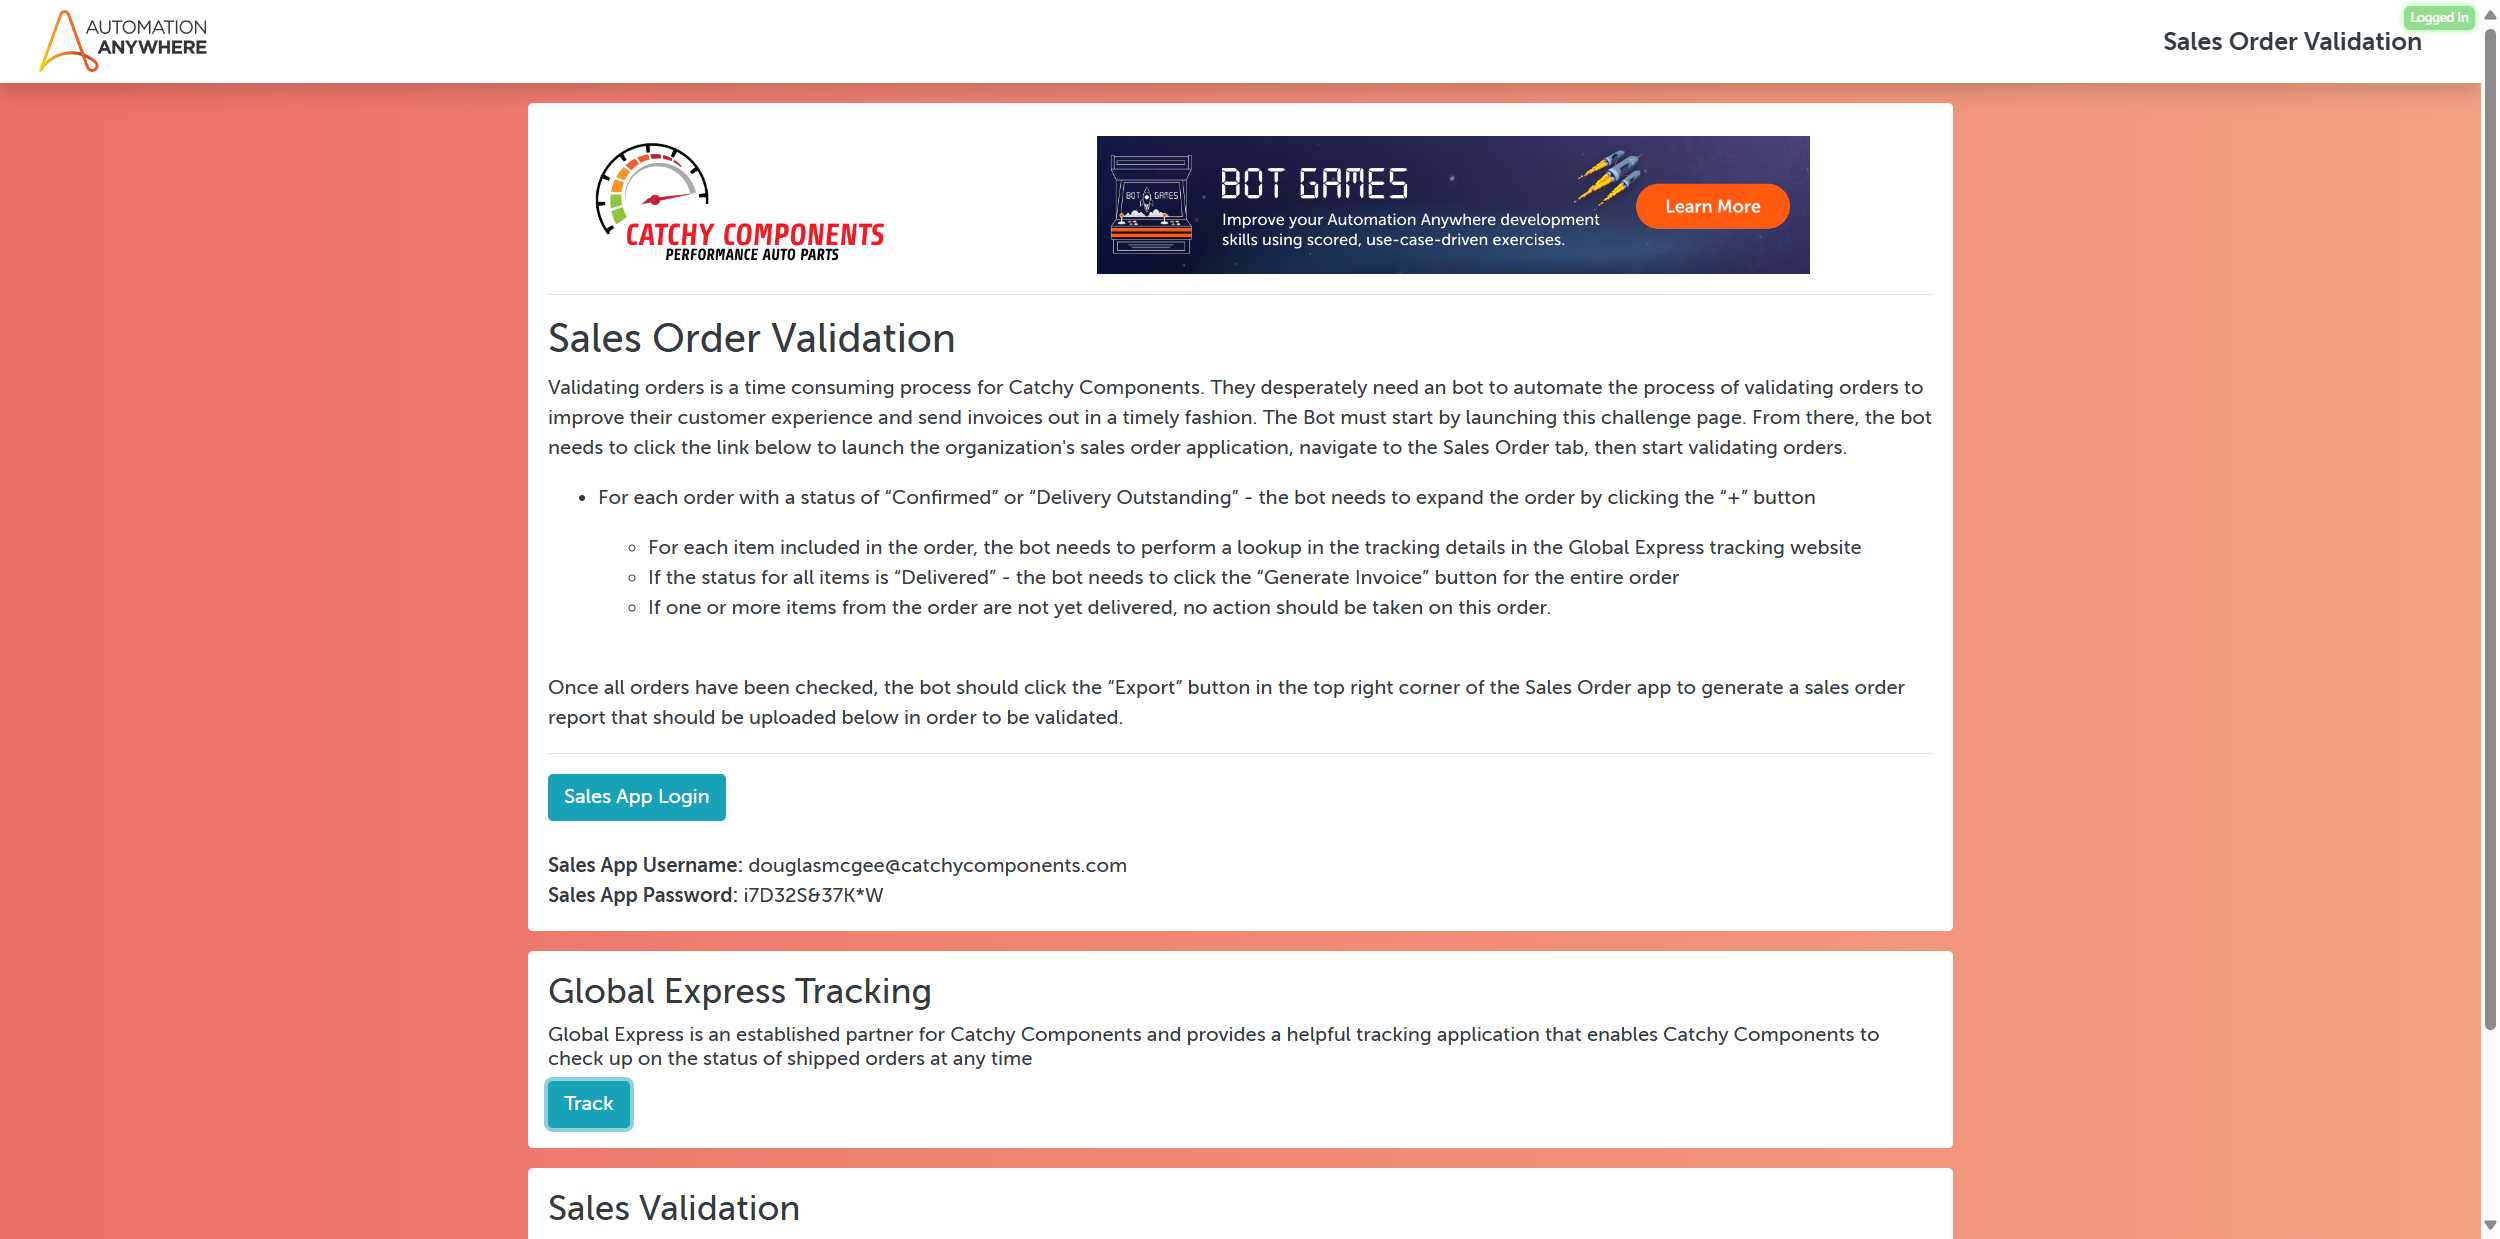 AUTOMATION
ANYWHERE
Logged In
Sales Order Validation
CATCHY COMPONENTS
PERFORMANCE AUTO PARTS
BOT GAMES
BOT GAMES
Improve your Automation Anywhere development
skills using scored, use-case-driven exercises.
Learn More
Sales Order Validation
Validating orders is a time consuming process for Catchy Components. They desperately need an bot to automate the process of validating orders to
improve their customer experience and send invoices out in a timely fashion. The Bot must start by launching this challenge page. From there, the bot
needs to click the link below to launch the organization's sales order application, navigate to the Sales Order tab, then start validating orders.
• For each order with a status of “Confirmed” or “Delivery Outstanding” - the bot needs to expand the order by clicking the “+” button
◦ For each item included in the order, the bot needs to perform a lookup in the tracking details in the Global Express tracking website
◦ If the status for all items is “Delivered” - the bot needs to click the “Generate Invoice” button for the entire order
◦ If one or more items from the order are not yet delivered, no action should be taken on this order.
Once all orders have been checked, the bot should click the “Export” button in the top right corner of the Sales Order app to generate a sales order
report that should be uploaded below in order to be validated.
Sales App Login
Sales App Username: douglasmcgee@catchycomponents.com
Sales App Password: i7D32S&37K*W
Global Express Tracking
Global Express is an established partner for Catchy Components and provides a helpful tracking application that enables Catchy Components to
check up on the status of shipped orders at any time
Track
Sales Validation